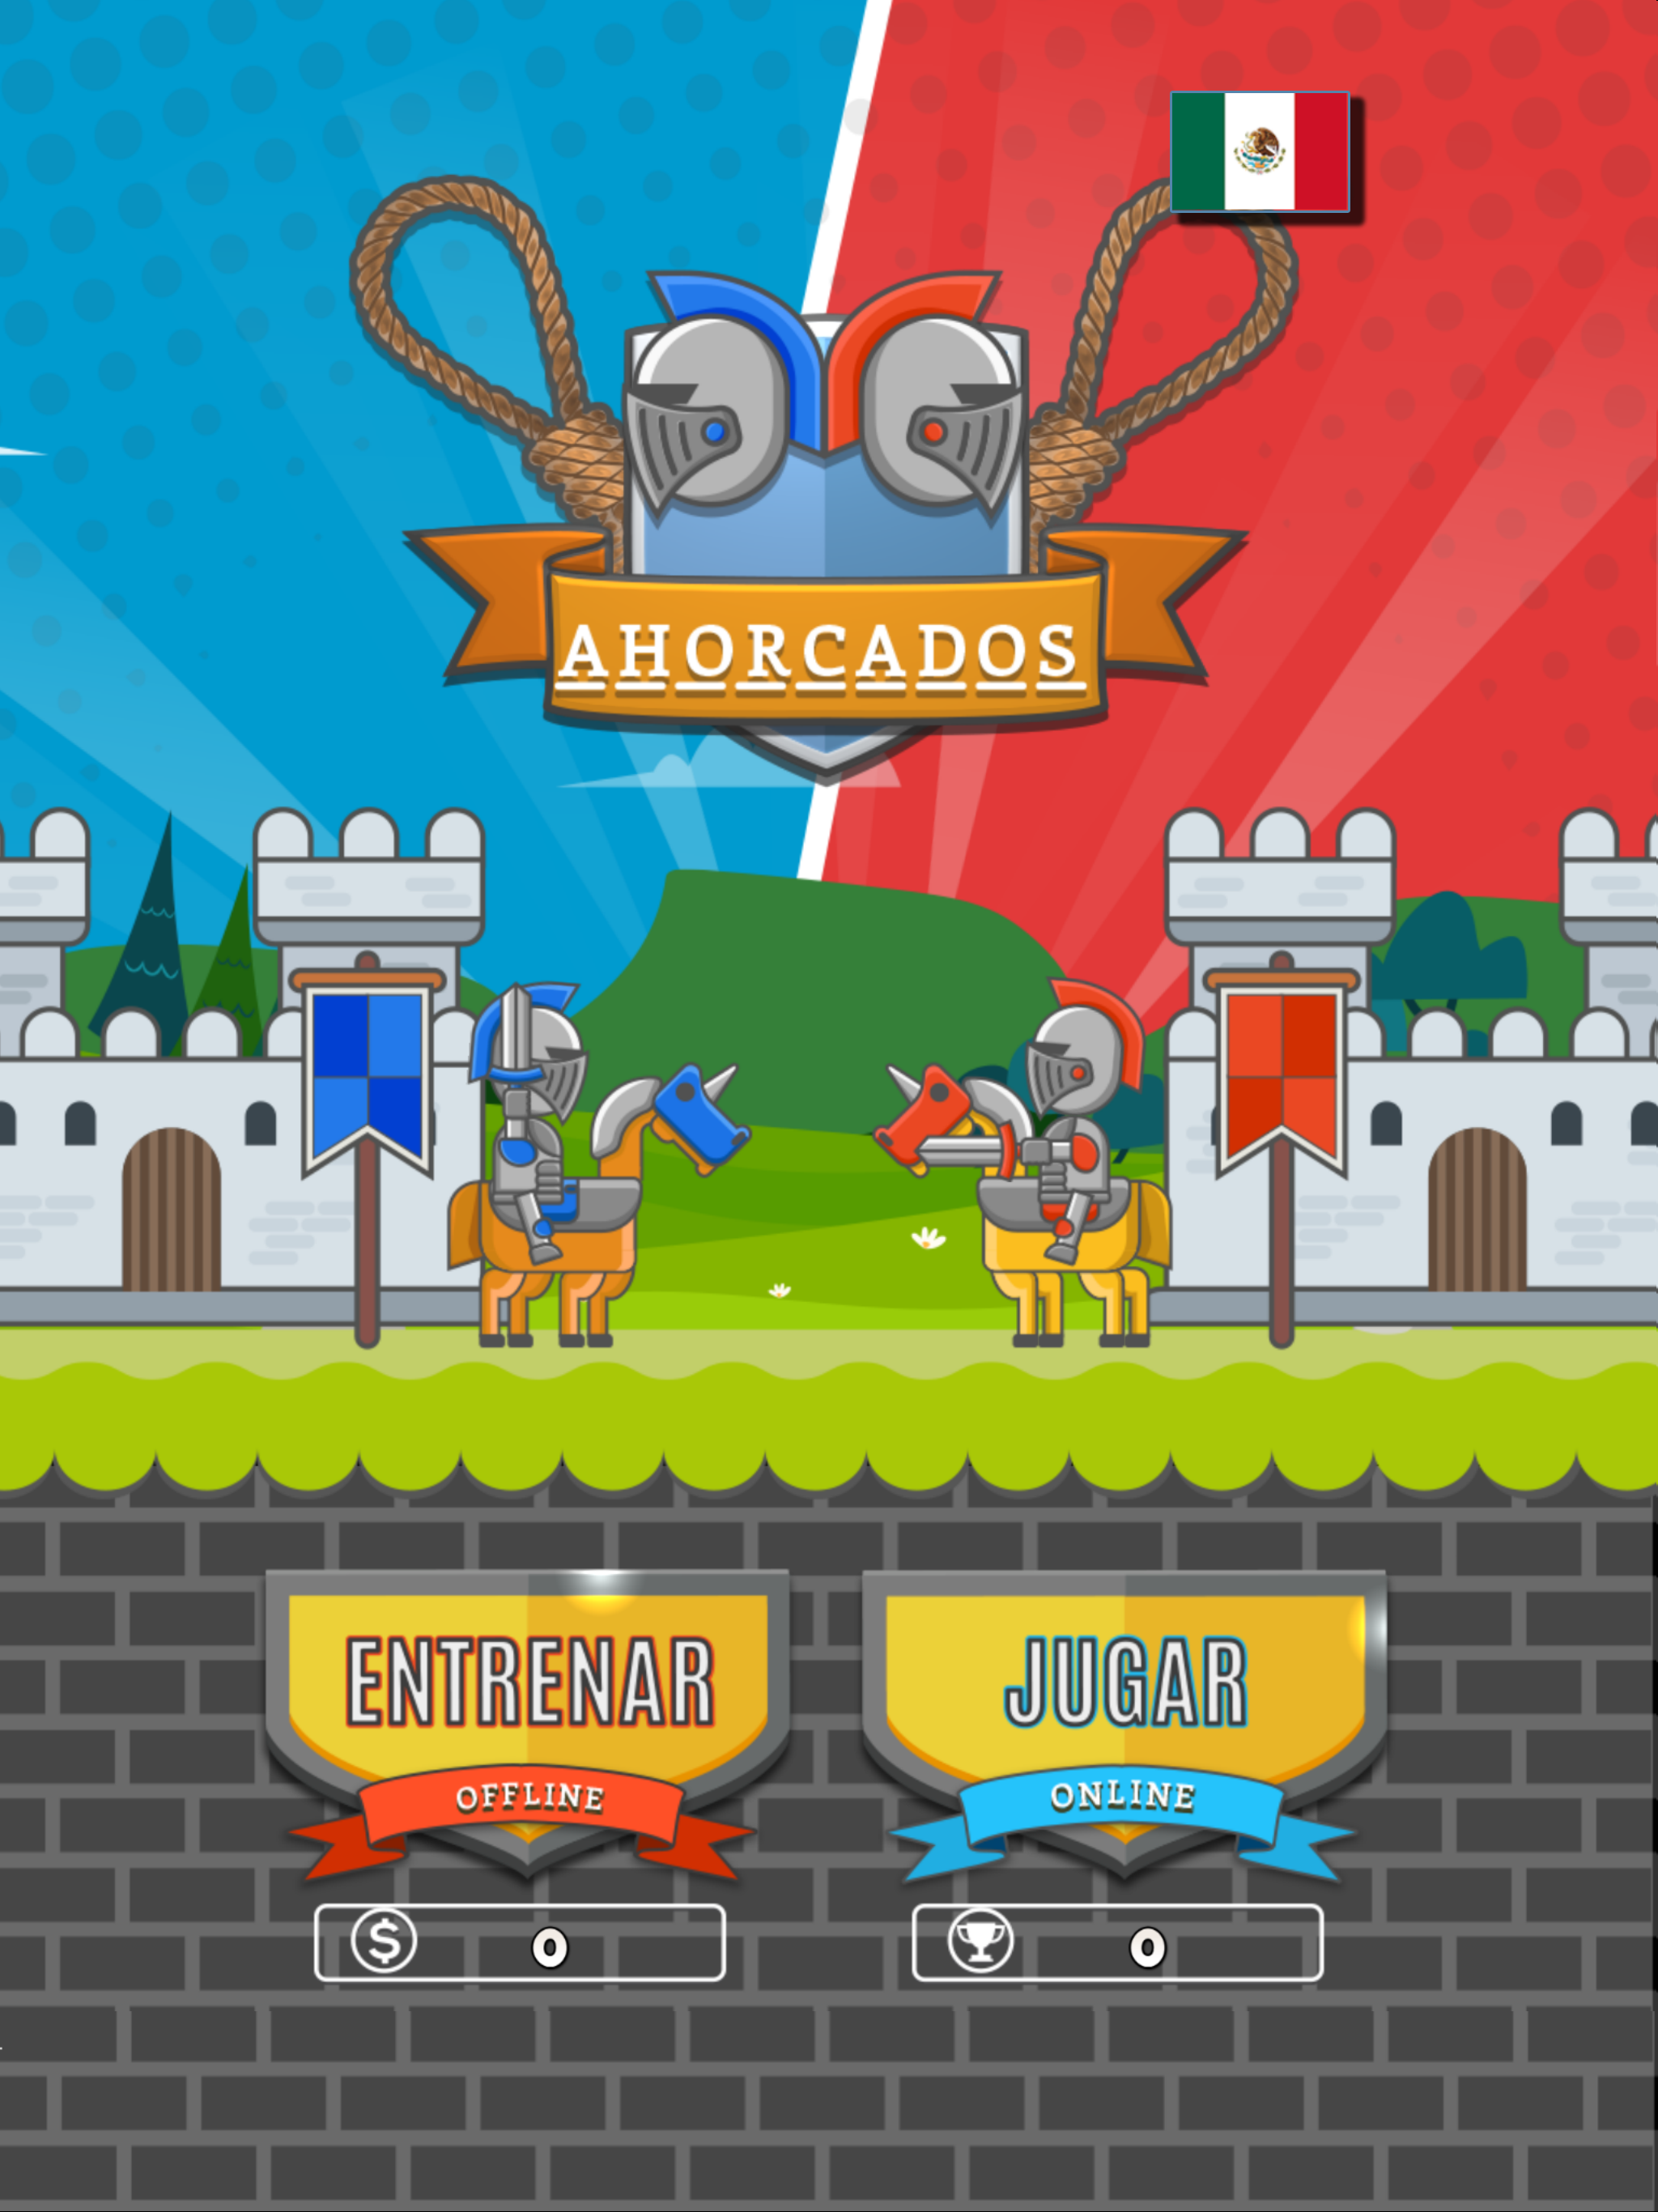 AHORCADOS
ENTRENAR
OFFLINE
JUGAR
ONLINE
$ 0
0